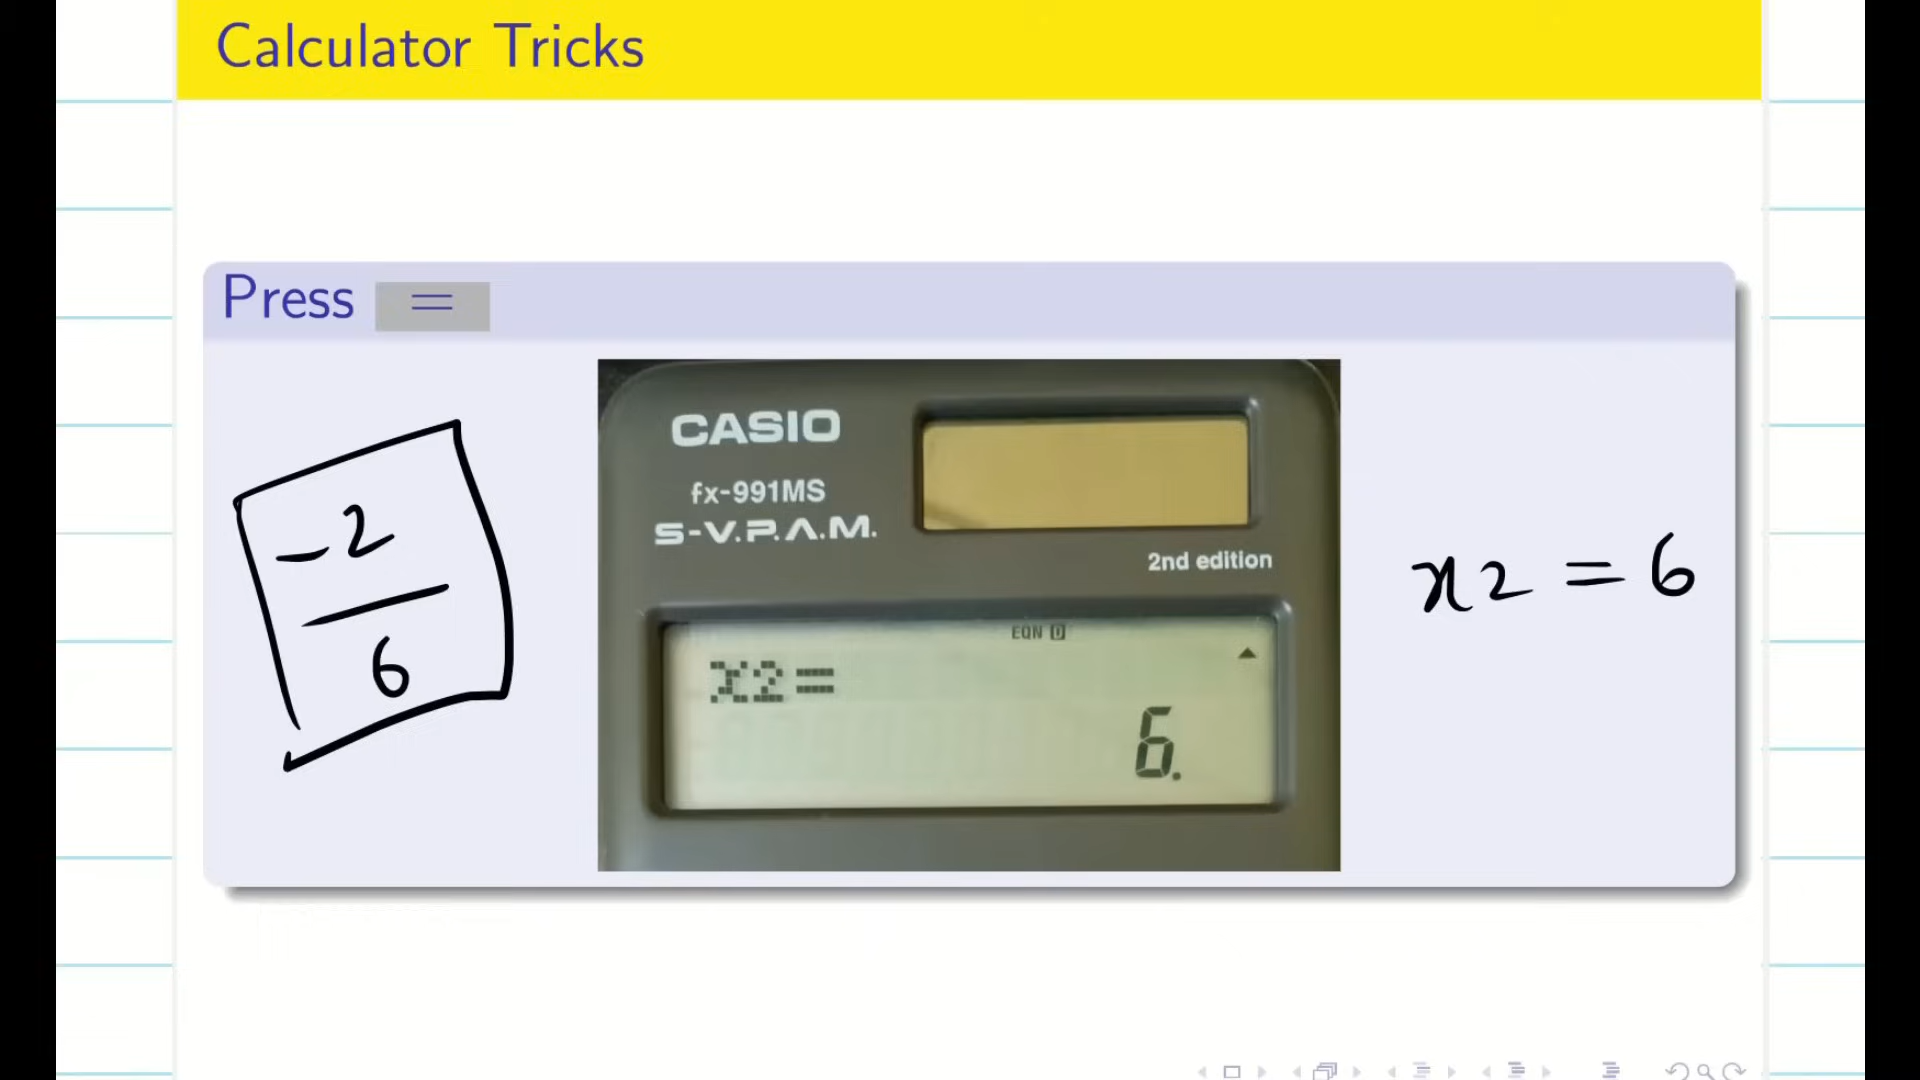 Calculator Tricks
Press =
-2
6
CASIO
fx-991MS
S-V.P.A.M.
2nd edition
EQN D
x2=
6.
x2 = 6